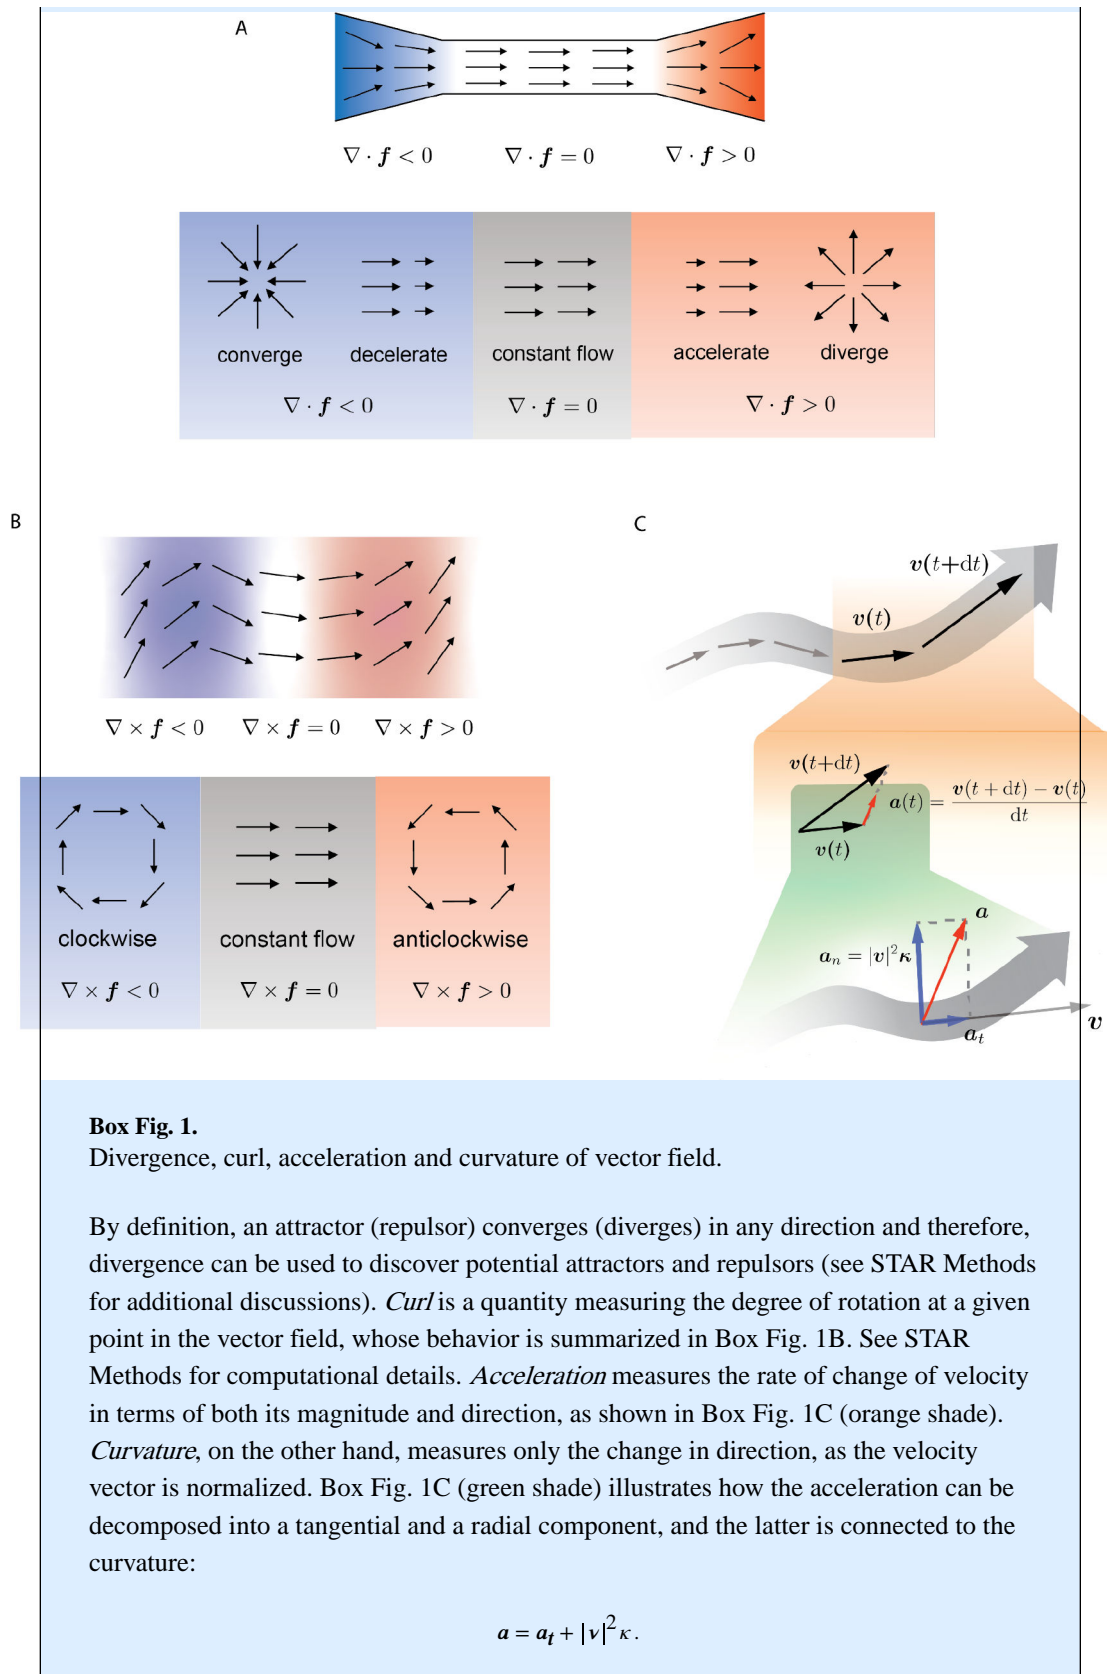 A
∇ · f < 0   ∇ · f = 0   ∇ · f > 0
converge   decelerate   constant flow   accelerate   diverge
∇ · f < 0   ∇ · f = 0   ∇ · f > 0
B
∇ × f < 0   ∇ × f = 0   ∇ × f > 0
clockwise   constant flow   anticlockwise
∇ × f < 0   ∇ × f = 0   ∇ × f > 0
C
v(t+dt)
v(t)
v(t+dt)
a(t) = (v(t + dt) − v(t)) / dt
v(t)
a
aₙ = |v|²κ
aₜ
v
Box Fig. 1.
Divergence, curl, acceleration and curvature of vector field.
By definition, an attractor (repulsor) converges (diverges) in any direction and therefore,
divergence can be used to discover potential attractors and repulsors (see STAR Methods
for additional discussions). Curl is a quantity measuring the degree of rotation at a given
point in the vector field, whose behavior is summarized in Box Fig. 1B. See STAR
Methods for computational details. Acceleration measures the rate of change of velocity
in terms of both its magnitude and direction, as shown in Box Fig. 1C (orange shade).
Curvature, on the other hand, measures only the change in direction, as the velocity
vector is normalized. Box Fig. 1C (green shade) illustrates how the acceleration can be
decomposed into a tangential and a radial component, and the latter is connected to the
curvature:
a = aₜ + |v|²κ.